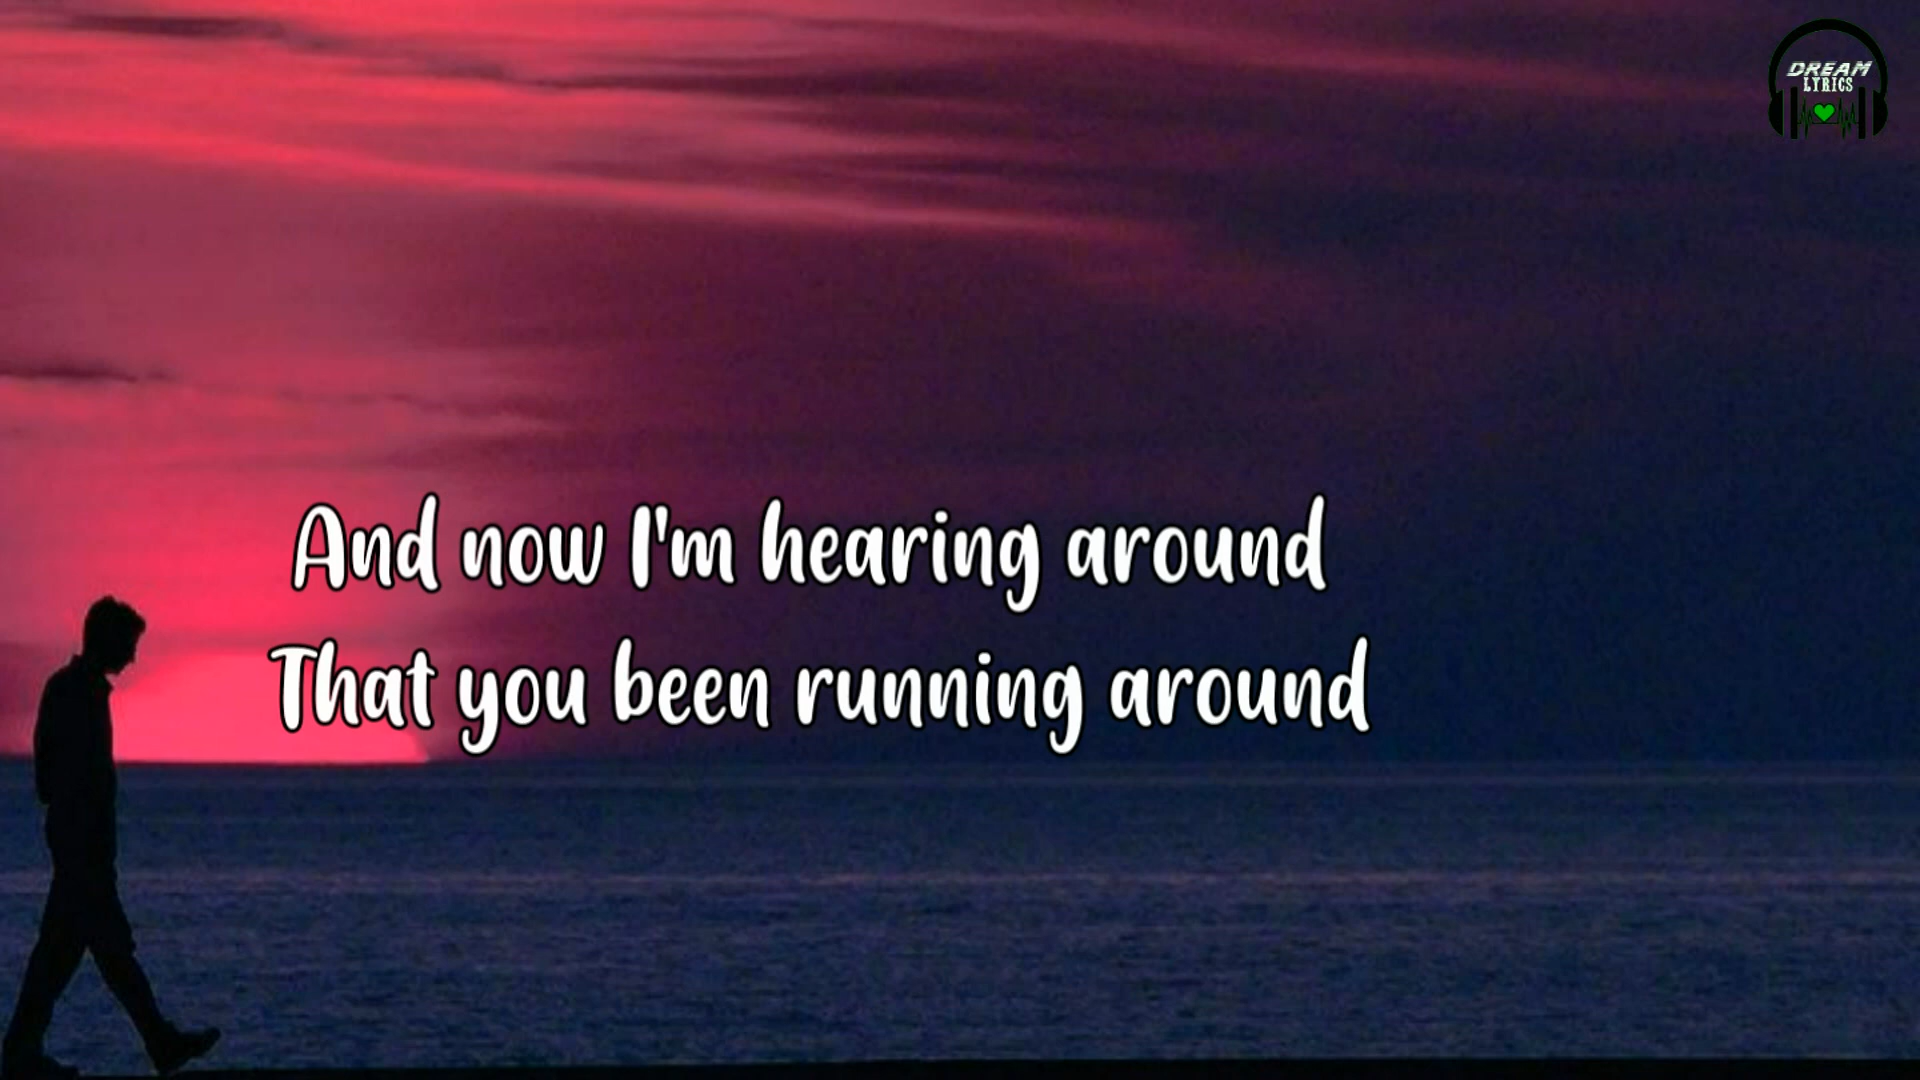 DREAM
LYRICS
And now I'm hearing around
That you been running around